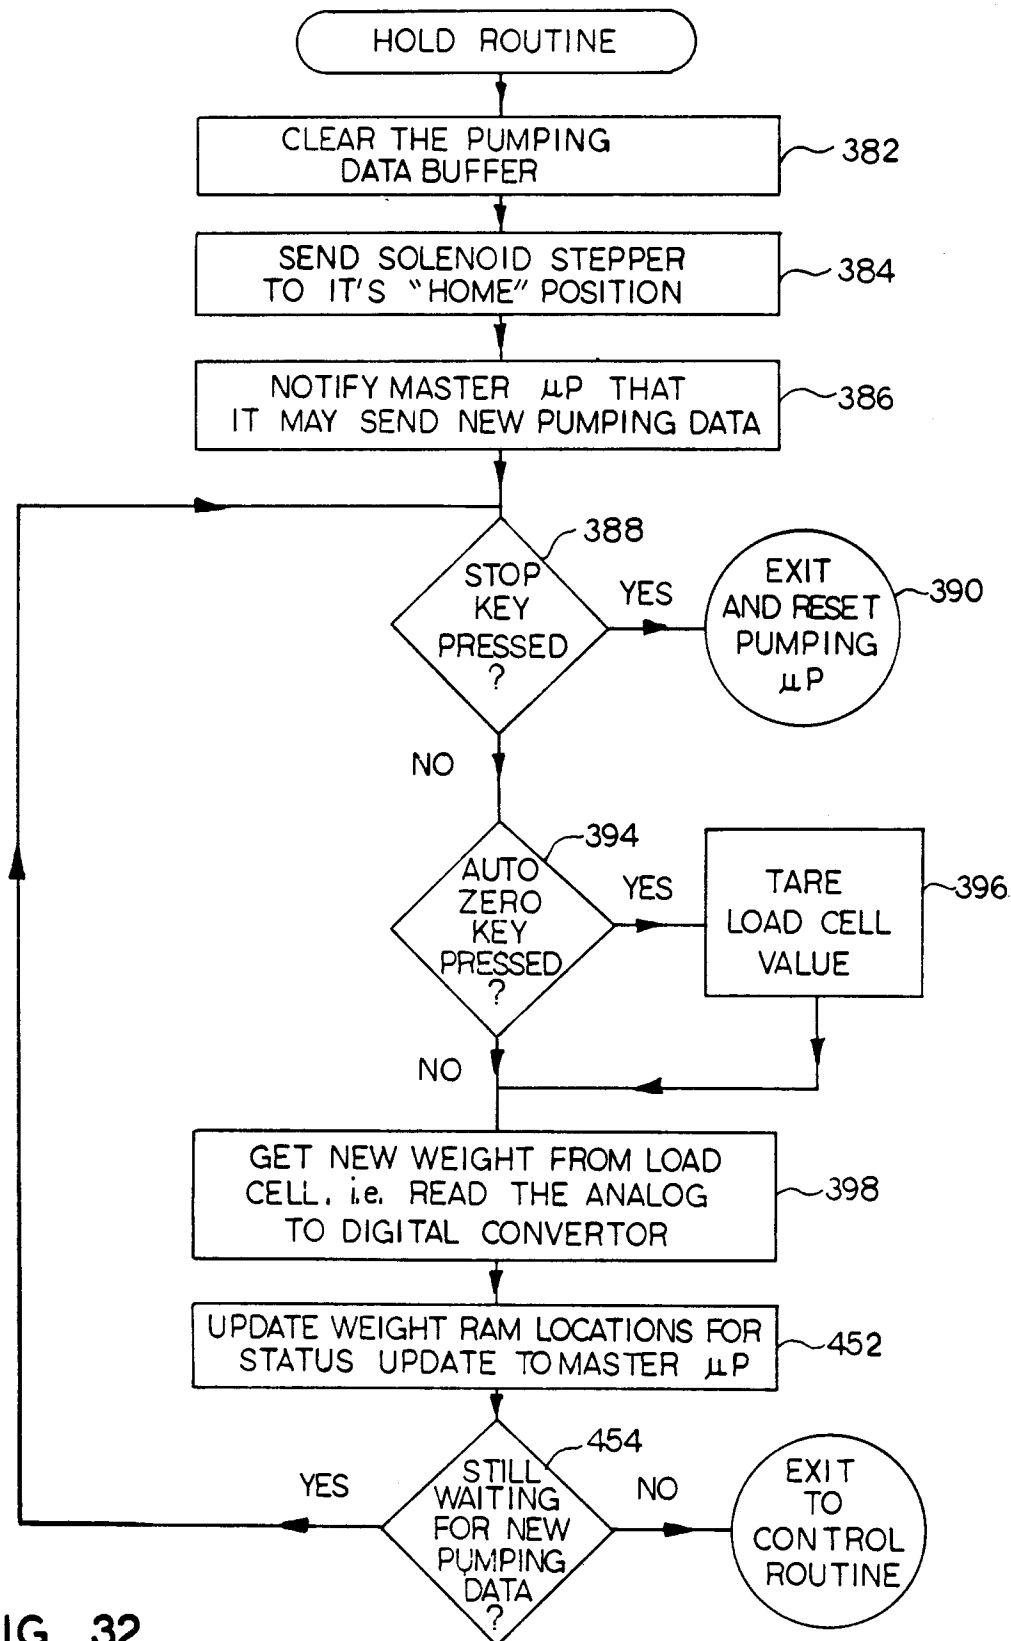 HOLD ROUTINE
CLEAR THE PUMPING
DATA BUFFER
382
SEND SOLENOID STEPPER
TO IT'S "HOME" POSITION
384
NOTIFY MASTER µP THAT
IT MAY SEND NEW PUMPING DATA
386
388
STOP
KEY
PRESSED
?
YES
EXIT
AND RESET
PUMPING
µP
390
NO
394
AUTO
ZERO
KEY
PRESSED
?
YES
TARE
LOAD CELL
VALUE
396
NO
GET NEW WEIGHT FROM LOAD
CELL. i.e. READ THE ANALOG
TO DIGITAL CONVERTOR
398
UPDATE WEIGHT RAM LOCATIONS FOR
STATUS UPDATE TO MASTER µP
452
454
STILL
WAITING
FOR NEW
PUMPING
DATA
?
YES
NO
EXIT
TO
CONTROL
ROUTINE
IG. 32